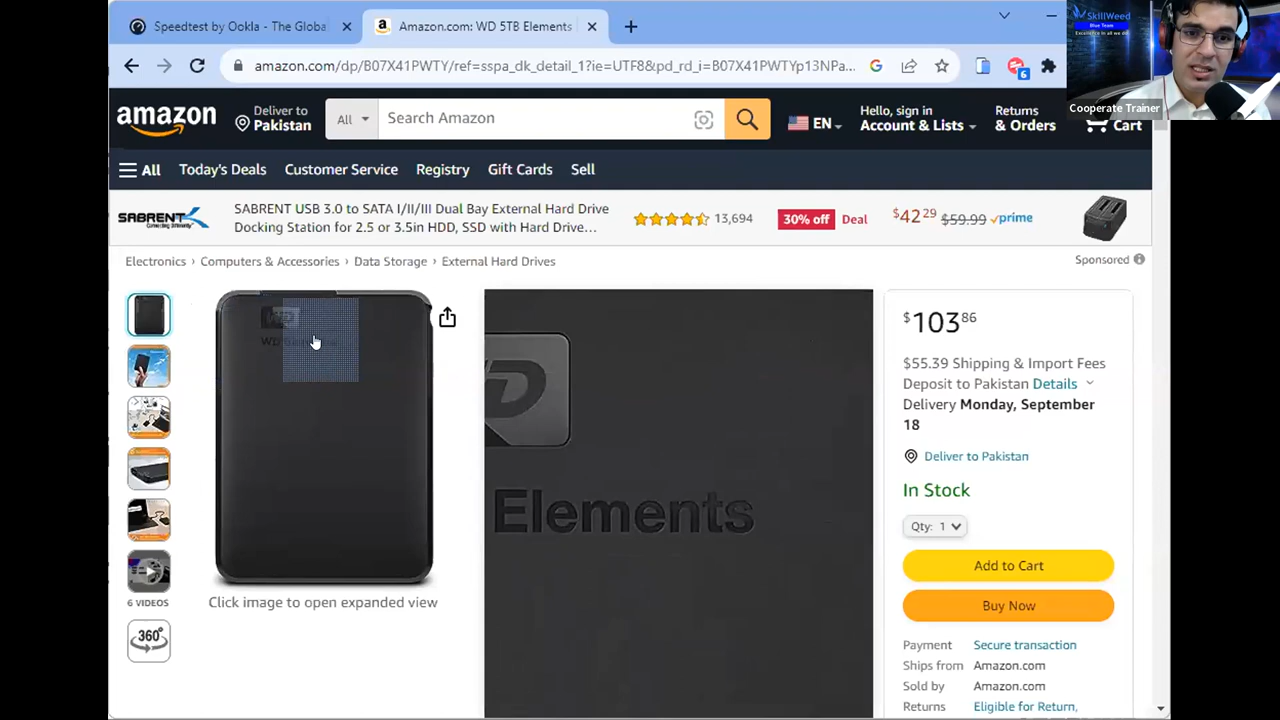 Speedtest by Ookla - The Globa
Amazon.com: WD 5TB Elements
SkillWeed
Blue Team
amazon.com/dp/B07X41PWTY/ref=sspa_dk_detail_1?ie=UTF8&pd_rd_i=B07X41PWTYp13NPa...
6
Cooperate Trainer
amazon
Deliver to
Pakistan
All
Search Amazon
EN
Hello, sign in
Account & Lists
Returns
& Orders
Cart
All
Today's Deals
Customer Service
Registry
Gift Cards
Sell
SABRENT
SABRENT USB 3.0 to SATA I/II/III Dual Bay External Hard Drive
Docking Station for 2.5 or 3.5in HDD, SSD with Hard Drive...
13,694
30% off
Deal
$42.29
$59.99
prime
Electronics › Computers & Accessories › Data Storage › External Hard Drives
Sponsored
Elements
$103.86
$55.39 Shipping & Import Fees
Deposit to Pakistan Details
Delivery Monday, September
18
Deliver to Pakistan
In Stock
Qty: 1
Add to Cart
Buy Now
Payment
Secure transaction
Ships from
Amazon.com
Sold by
Amazon.com
Returns
Eligible for Return,
6 VIDEOS
Click image to open expanded view
360°